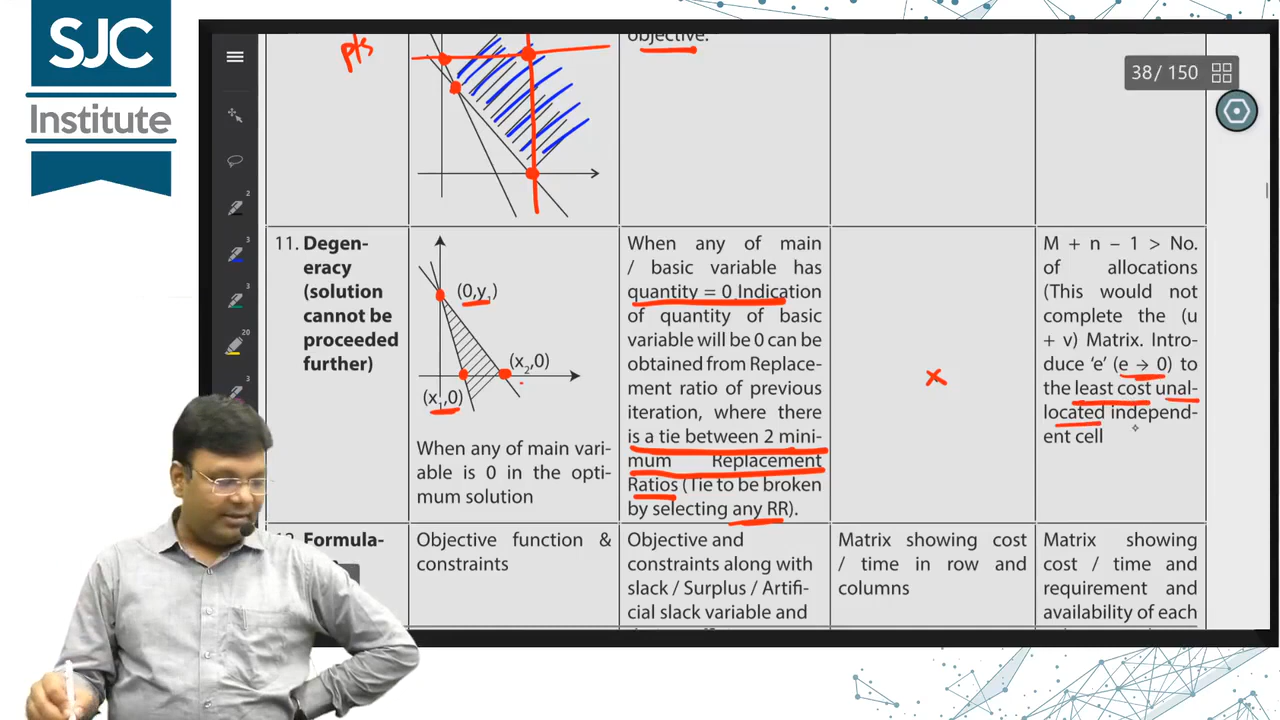 SJC
Institute
38/150
pts
objective.
2
3
3
20
3
11. Degen-
eracy
(solution
cannot be
proceeded
further)
(0,y₁)
(x₂,0)
(x₁,0)
When any of main vari-
able is 0 in the opti-
mum solution
When any of main
/ basic variable has
quantity = 0 Indication
of quantity of basic
variable will be 0 can be
obtained from Replace-
ment ratio of previous
iteration, where there
is a tie between 2 mini-
mum Replacement
Ratios (Tie to be broken
by selecting any RR).
M + n – 1 > No.
of allocations
(This would not
complete the (u
+ v) Matrix. Intro-
duce ‘e’ (e → 0) to
the least cost unal-
located independ-
ent cell
Formula-
Objective function &
constraints
Objective and
constraints along with
slack / Surplus / Artifi-
cial slack variable and
Matrix showing cost
/ time in row and
columns
Matrix showing
cost / time and
requirement and
availability of each